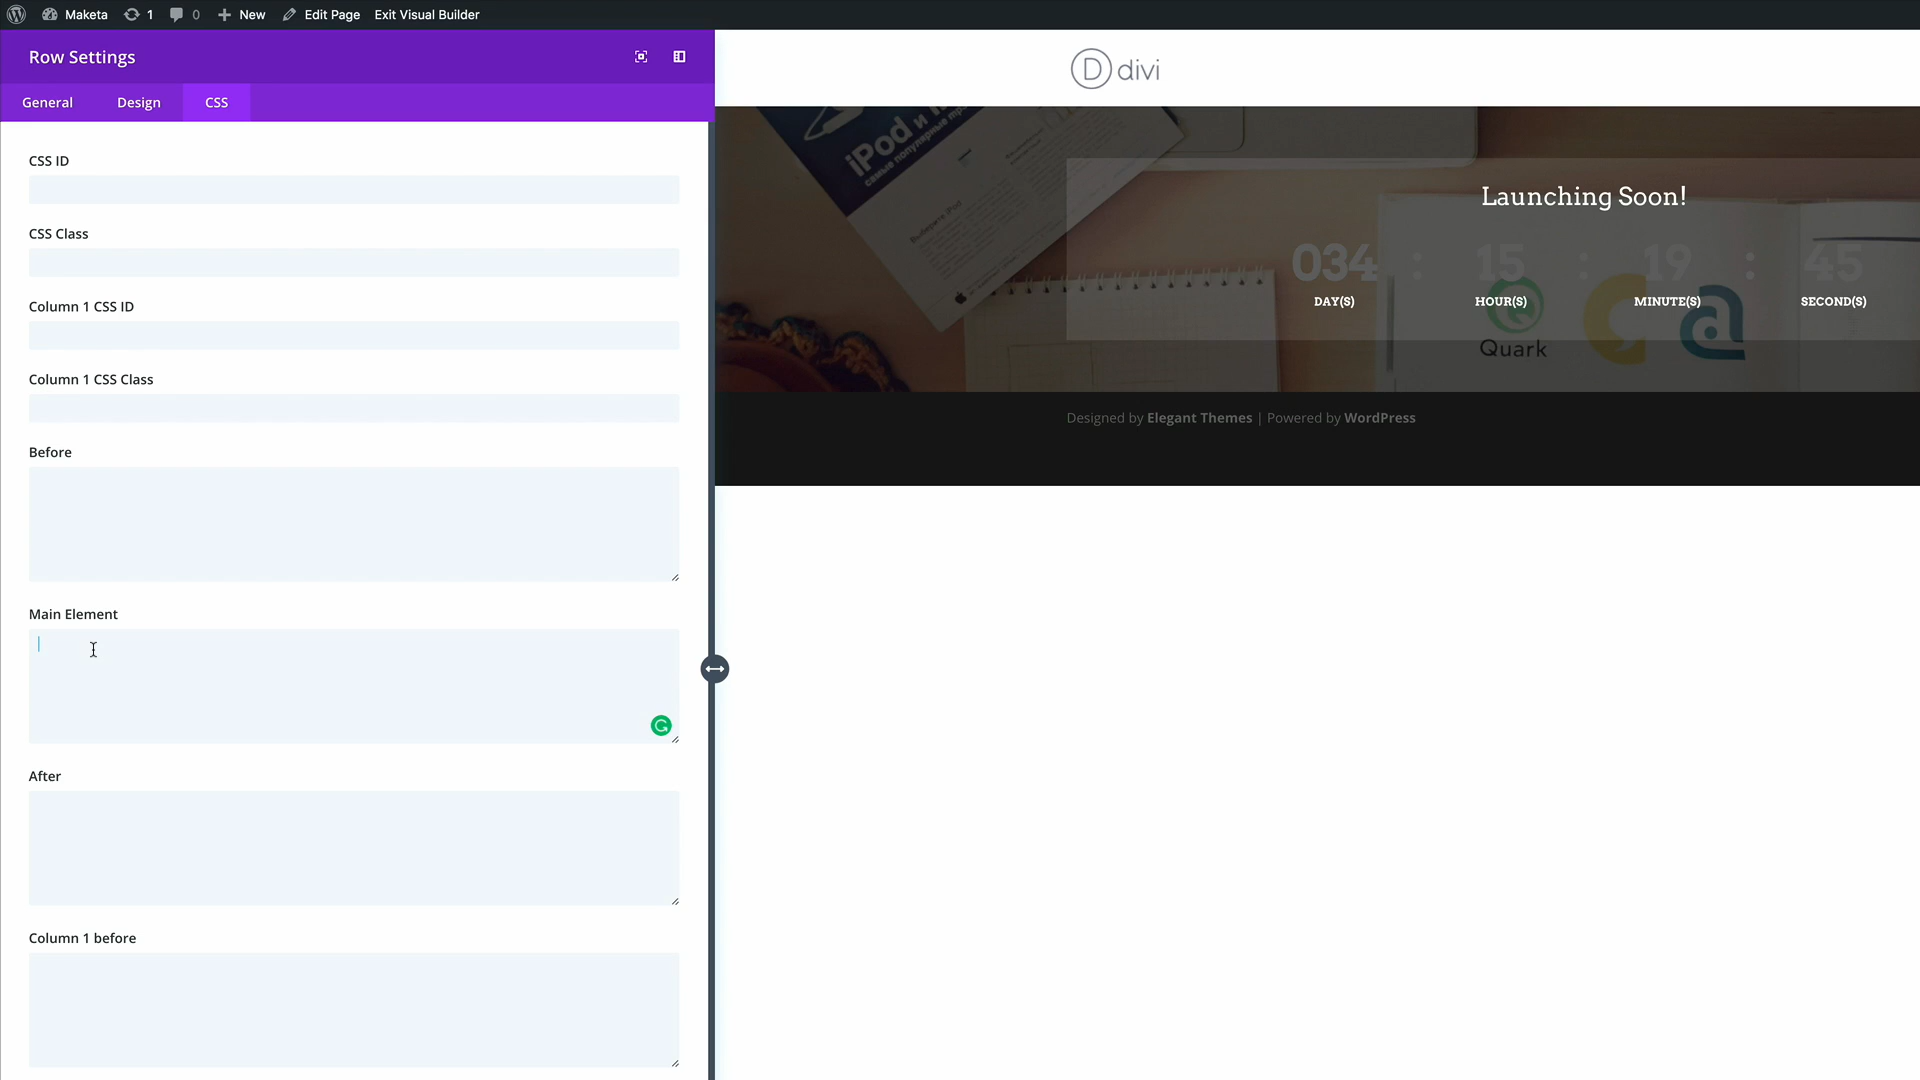 Maketa 1 0 New Edit Page Exit Visual Builder
Row Settings
General Design CSS
CSS ID
CSS Class
Column 1 CSS ID
Column 1 CSS Class
Before
Main Element
After
Column 1 before
divi
iPod и
самые популярные
Launching Soon!
034 : 15 : 19 : 45
DAY(S) HOUR(S) MINUTE(S) SECOND(S)
Quark
Designed by Elegant Themes | Powered by WordPress